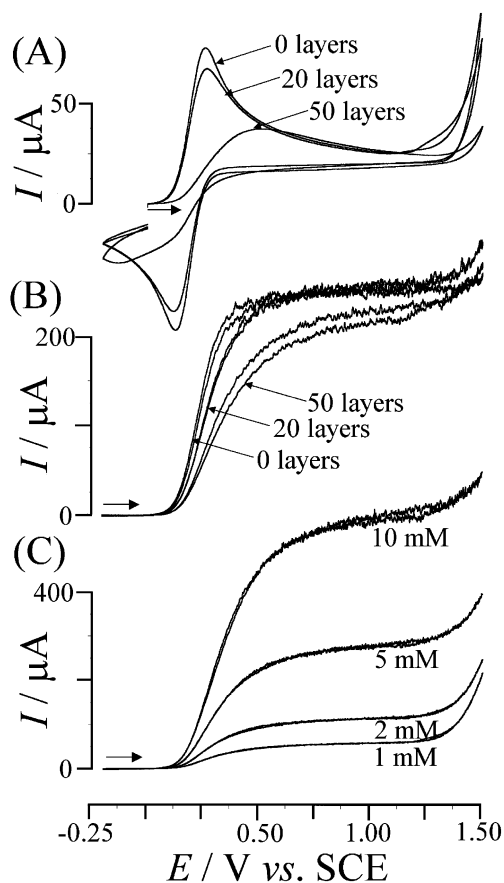 (A)
0 layers
20 layers
50 layers
50
0
I / μA
(B)
200
0
I / μA
50 layers
20 layers
0 layers
(C)
400
0
I / μA
10 mM
5 mM
2 mM
1 mM
-0.25 0.50 1.00 1.50
E / V vs. SCE